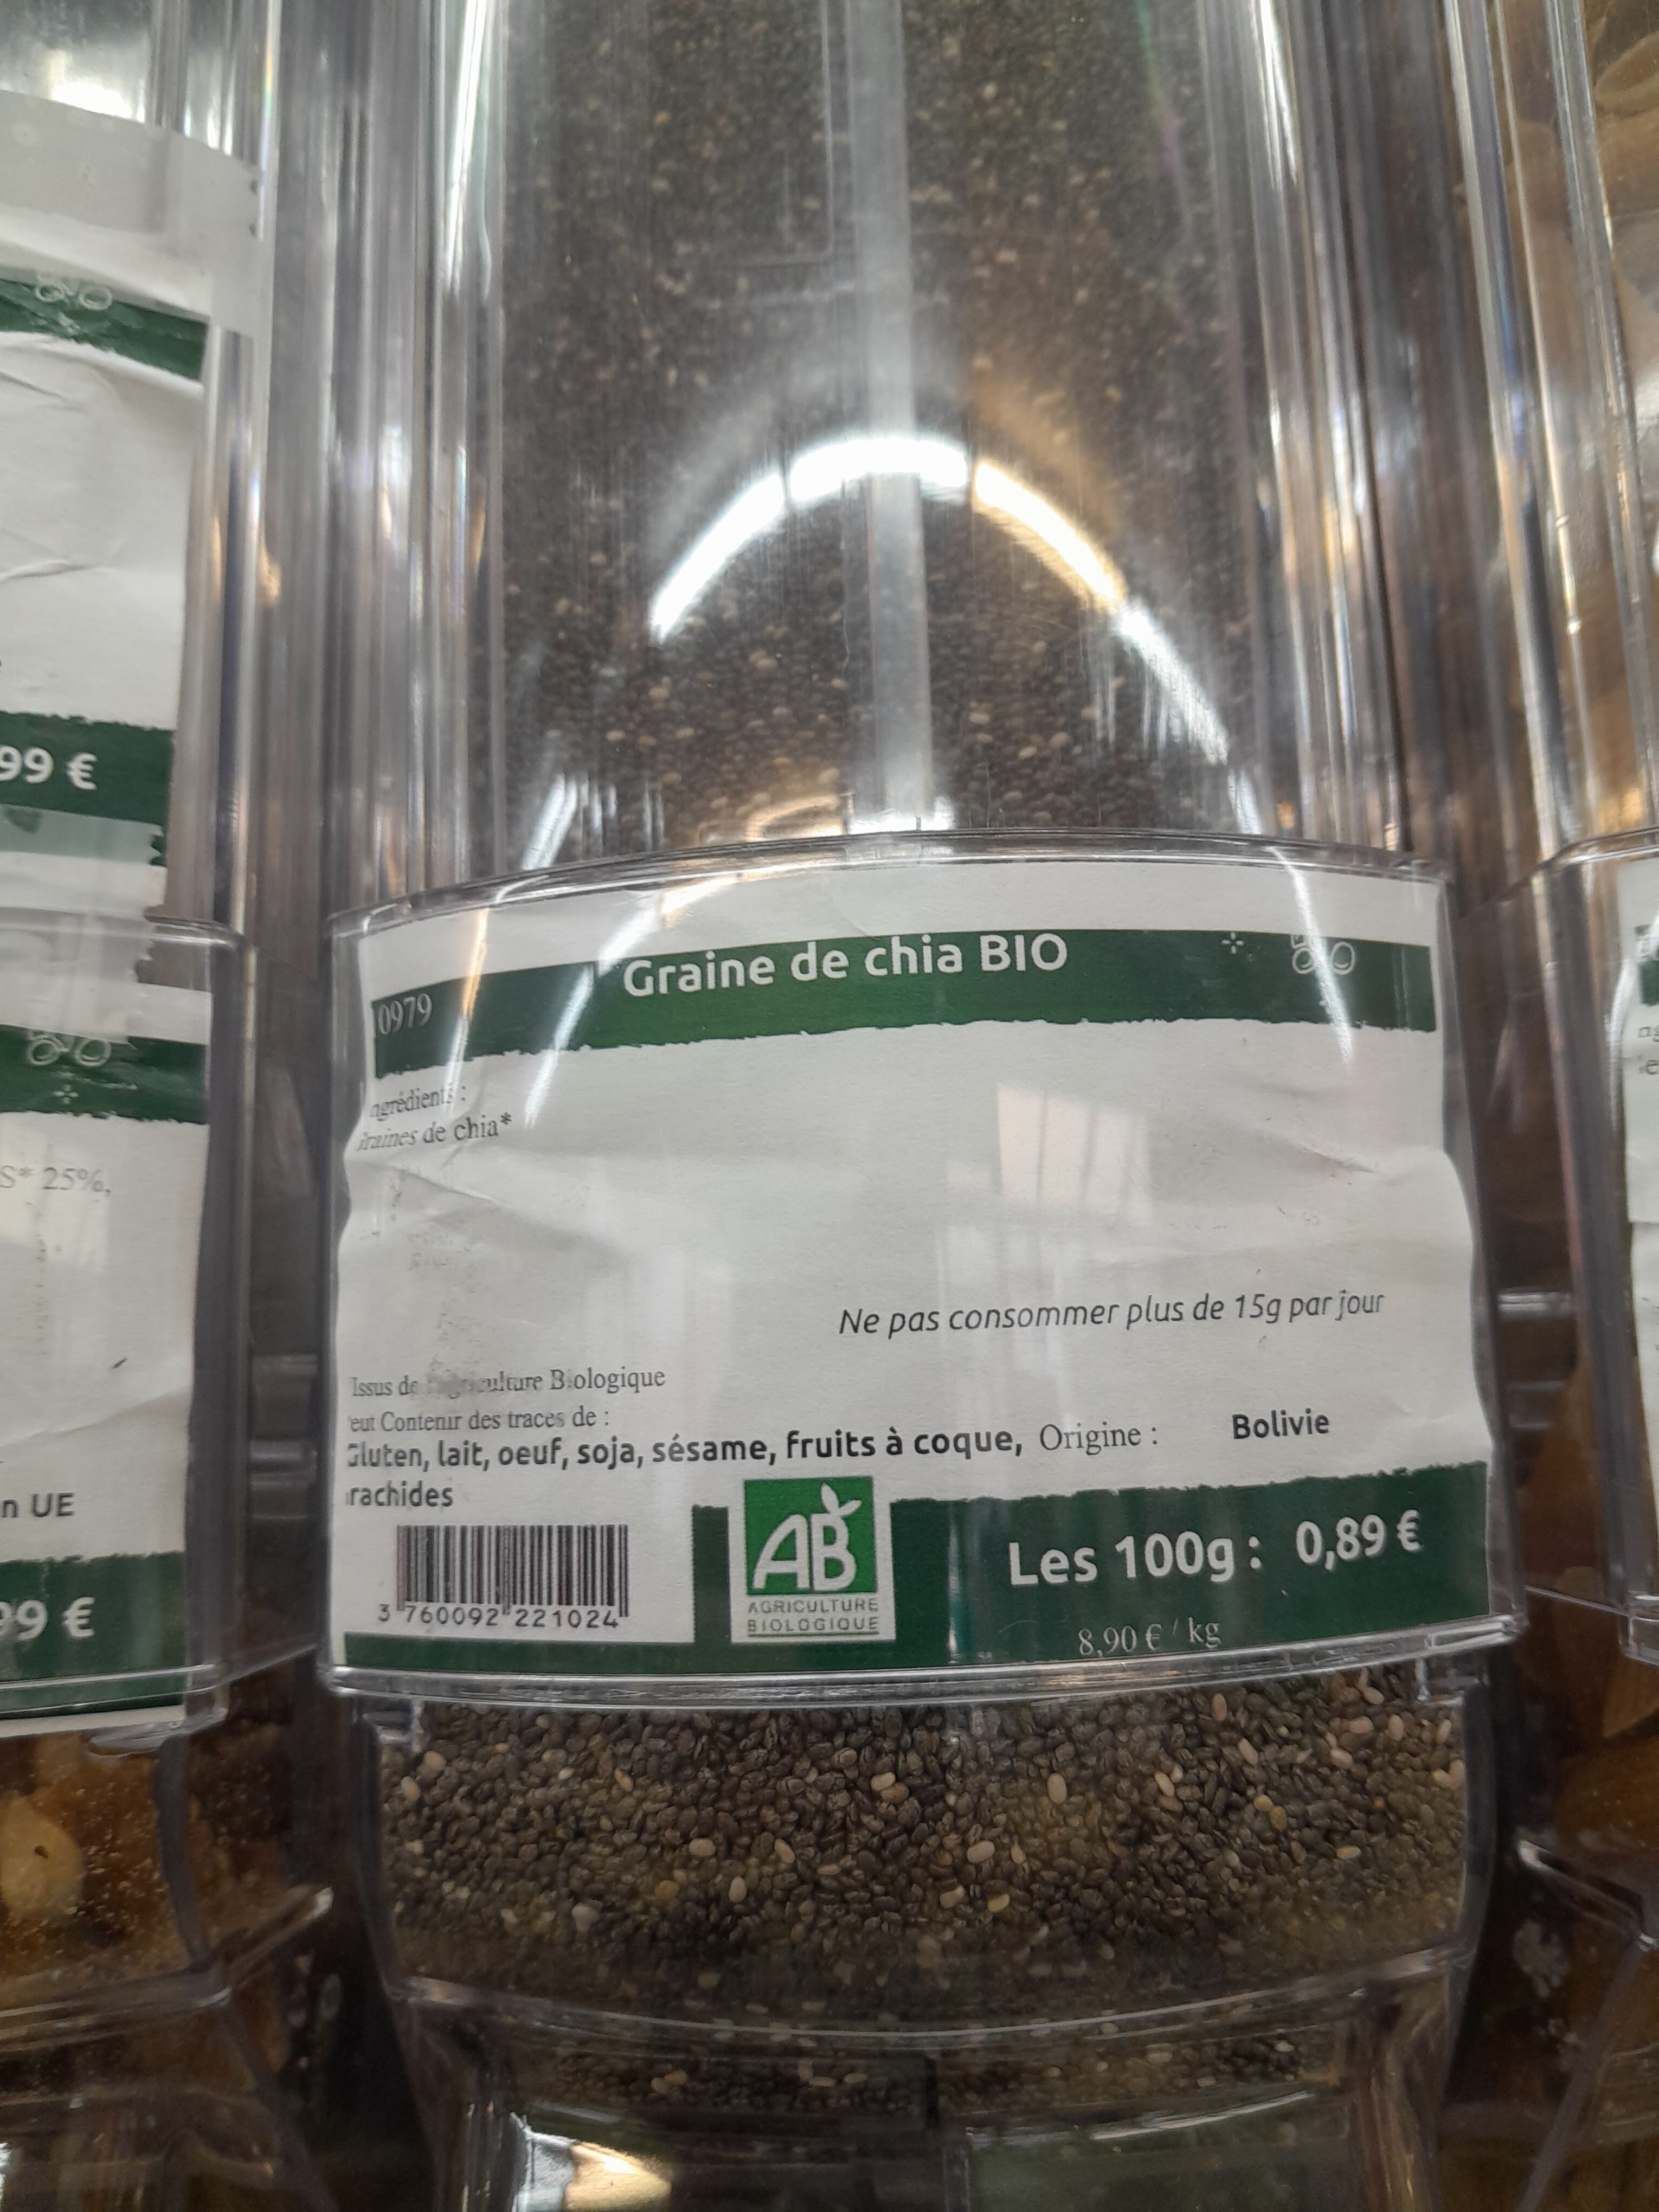 99 €
S* 25%,
n UE
99 €
Graine de chia BIO
0979
ngrédients :
Graines de chia*
Ne pas consommer plus de 15g par jour
Issus de l'agriculture Biologique
Peut Contenir des traces de :
Gluten, lait, oeuf, soja, sésame, fruits à coque, Origine : Bolivie
rachides
AB
AGRICULTURE
BIOLOGIQUE
Les 100g : 0,89 €
8,90 € / kg
3 760092 221024